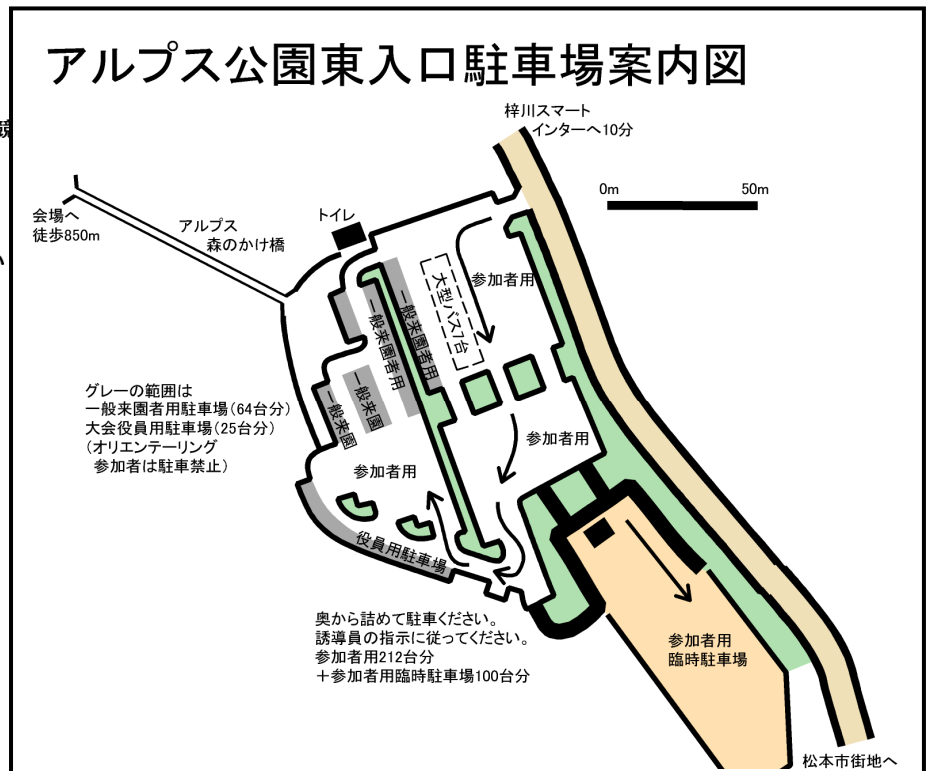 アルプス公園東入口駐車場案内図
梓川スマート
インターへ10分
0m
50m
会場へ
徒歩850m
アルプス
森のかけ橋
トイレ
参加者用
大型バス7台
一般来園者用
一般来園者用
一般来園
一般来園
グレーの範囲は
一般来園者用駐車場(64台分)
大会役員用駐車場(25台分)
(オリエンテーリング
参加者は駐車禁止)
参加者用
参加者用
役員用駐車場
奥から詰めて駐車ください。
誘導員の指示に従ってください。
参加者用212台分
+参加者用臨時駐車場100台分
参加者用
臨時駐車場
松本市街地へ